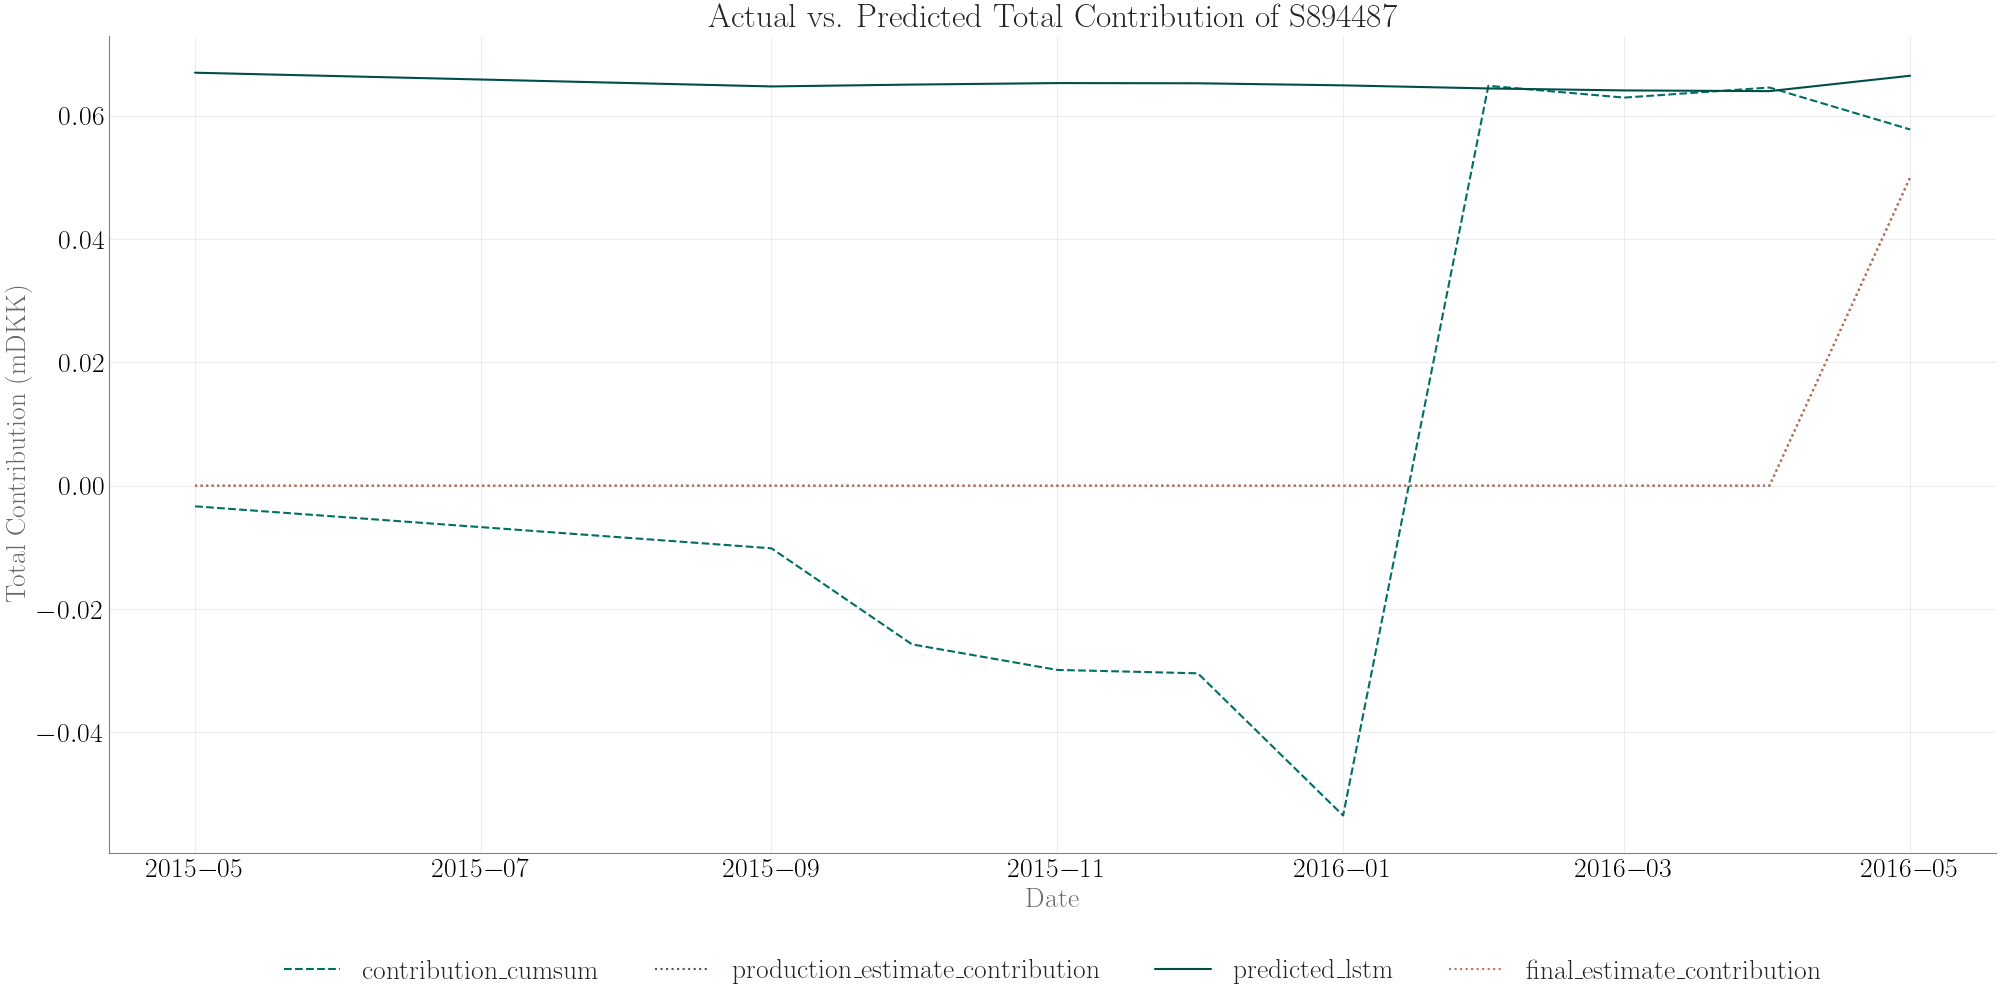 Actual vs. Predicted Total Contribution of S894487
Total Contribution (mDKK)
0.06
0.04
0.02
0.00
−0.02
−0.04
2015−05 2015−07 2015−09 2015−11 2016−01 2016−03 2016−05
Date
contribution_cumsum production_estimate_contribution predicted_lstm final_estimate_contribution